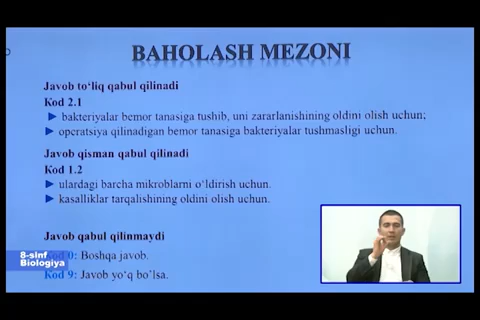 BAHOLASH MEZONI
Javob to‘liq qabul qilinadi
Kod 2.1
bakteriyalar bemor tanasiga tushib, uni zararlanishining oldini olish uchun;
operatsiya qilinadigan bemor tanasiga bakteriyalar tushmasligi uchun.
Javob qisman qabul qilinadi
Kod 1.2
ulardagi barcha mikroblarni o‘ldirish uchun.
kasalliklar tarqalishining oldini olish uchun.
Javob qabul qilinmaydi
0: Boshqa javob.
Kod 9: Javob yo‘q bo‘lsa.
8-sinf
Biologiya